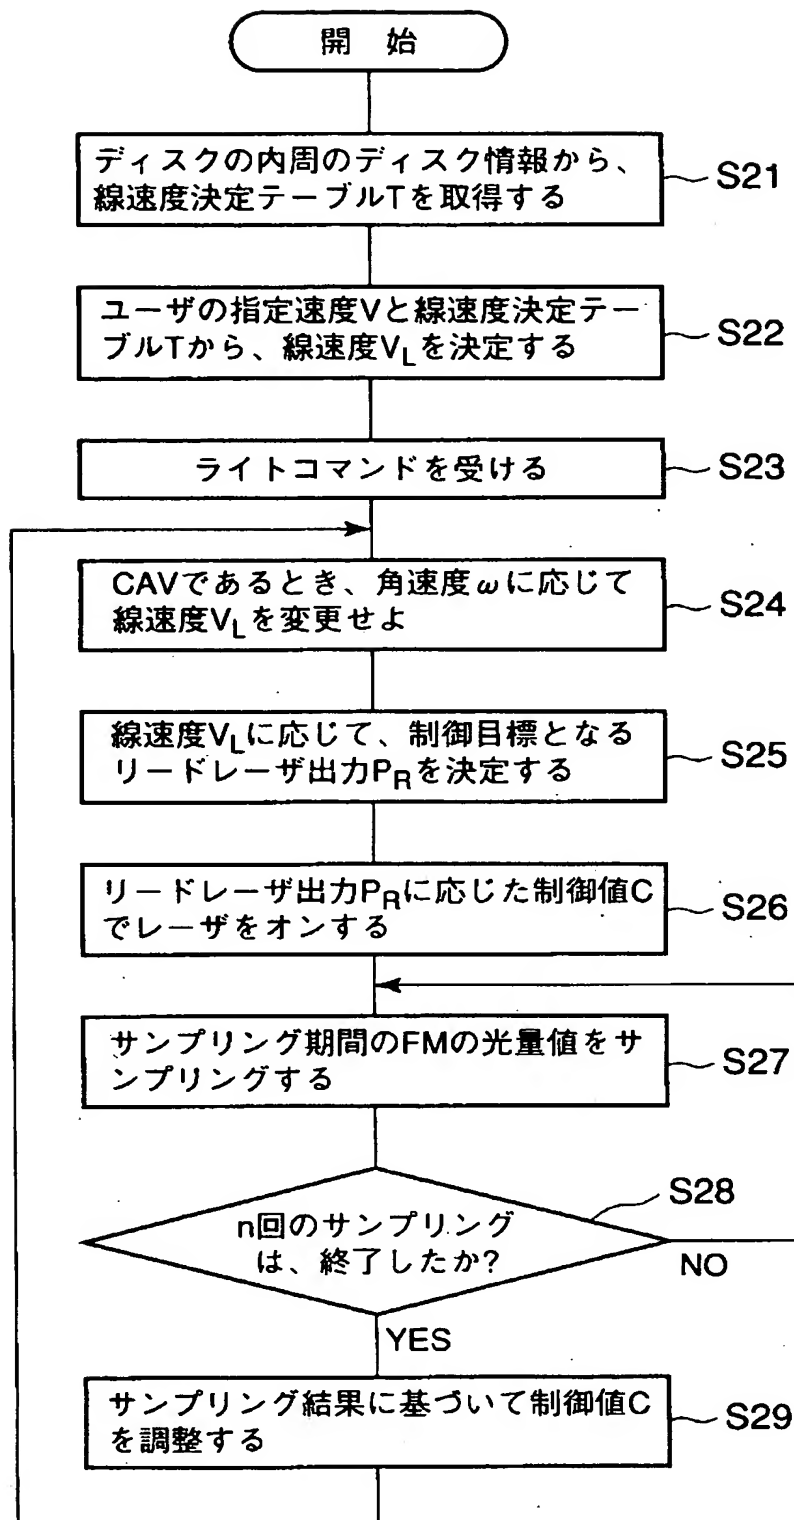 開 始
ディスクの内周のディスク情報から、
線速度決定テーブルTを取得する
S21
ユーザの指定速度Vと線速度決定テー
ブルTから、線速度VLを決定する
S22
ライトコマンドを受ける
S23
CAVであるとき、角速度ωに応じて
線速度VLを変更せよ
S24
線速度VLに応じて、制御目標となる
リードレーザ出力PRを決定する
S25
リードレーザ出力PRに応じた制御値C
でレーザをオンする
S26
サンプリング期間のFMの光量値をサ
ンプリングする
S27
n回のサンプリング
は、終了したか?
S28
NO
YES
サンプリング結果に基づいて制御値C
を調整する
S29